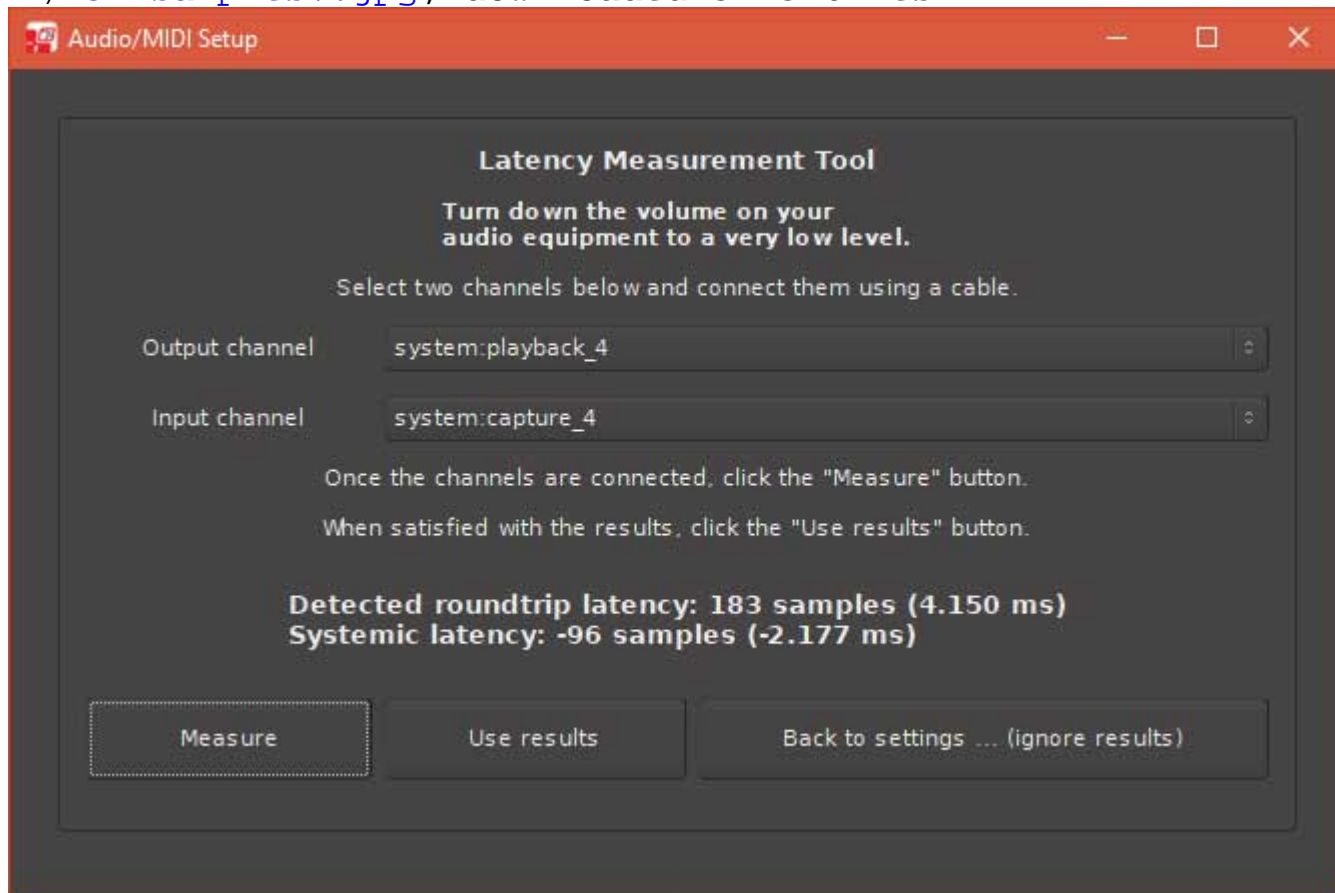 Audio/MIDI Setup
Latency Measurement Tool
Turn down the volume on your
audio equipment to a very low level.
Select two channels below and connect them using a cable.
Output channel system:playback_4
Input channel system:capture_4
Once the channels are connected, click the "Measure" button.
When satisfied with the results, click the "Use results" button.
Detected roundtrip latency: 183 samples (4.150 ms)
Systemic latency: -96 samples (-2.177 ms)
Measure Use results Back to settings ... (ignore results)